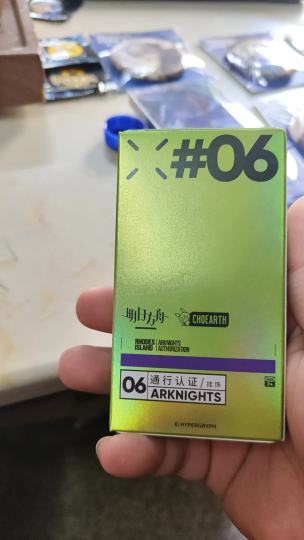 #06
明日方舟 CHOEARTH
RHODES ISLAND ARKNIGHTS AUTHORIZATION
06 通行认证/挂饰
ARKNIGHTS
© HYPERGRYPH